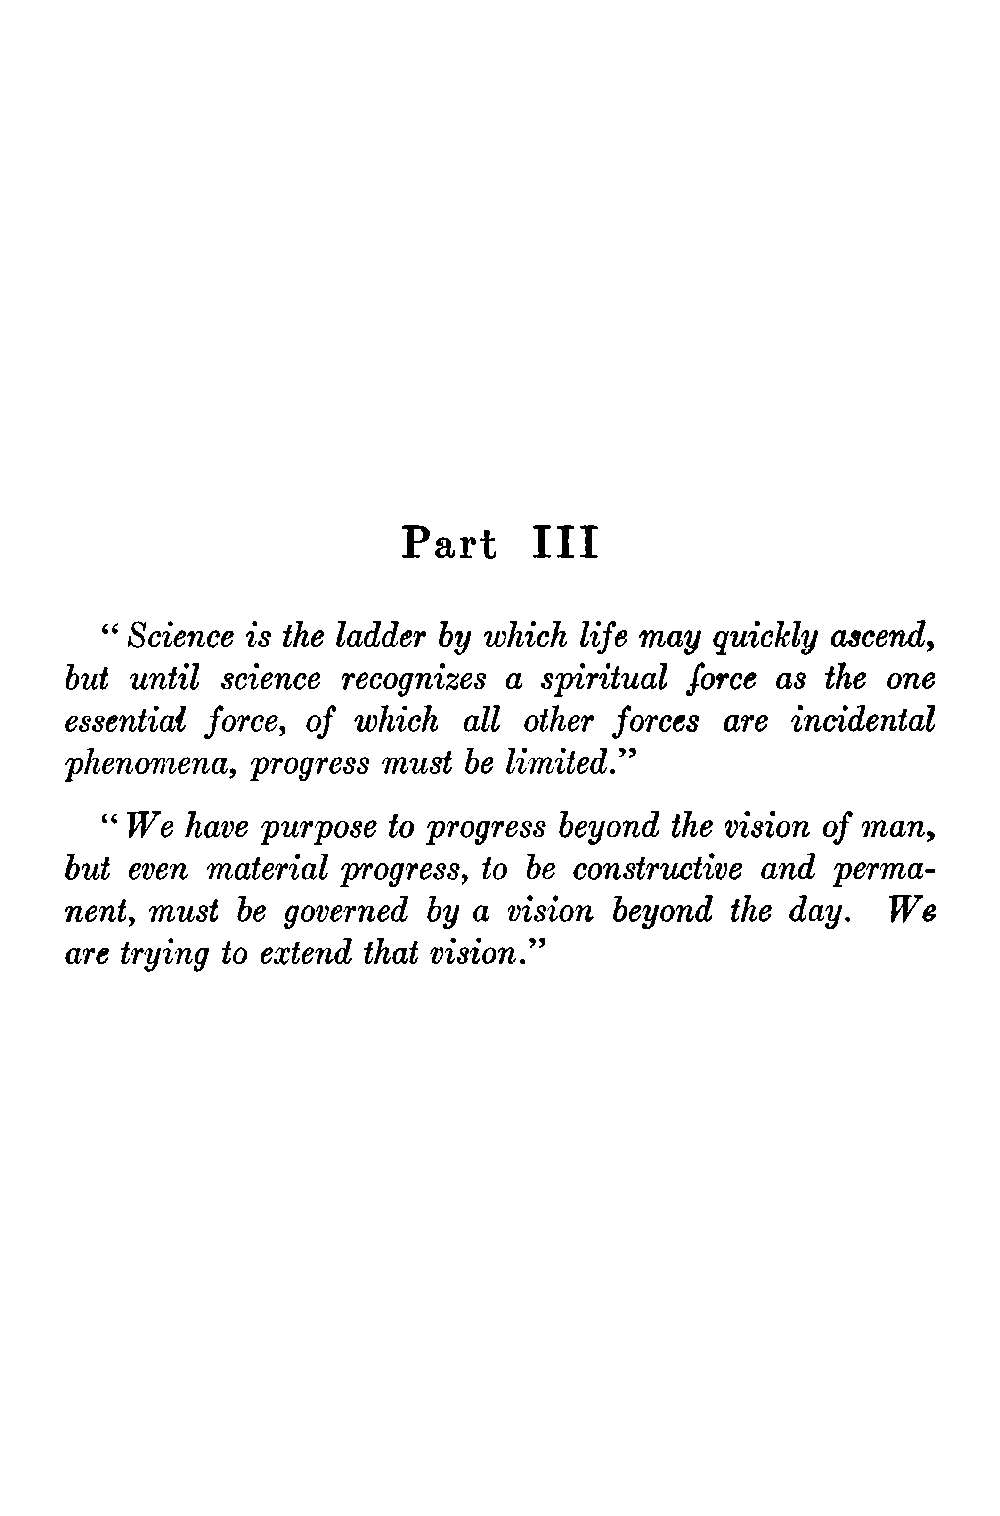 Part III
“Science is the ladder by which life may quickly ascend,
but until science recognizes a spiritual force as the one
essential force, of which all other forces are incidental
phenomena, progress must be limited.”
“We have purpose to progress beyond the vision of man,
but even material progress, to be constructive and perma-
nent, must be governed by a vision beyond the day. We
are trying to extend that vision.”